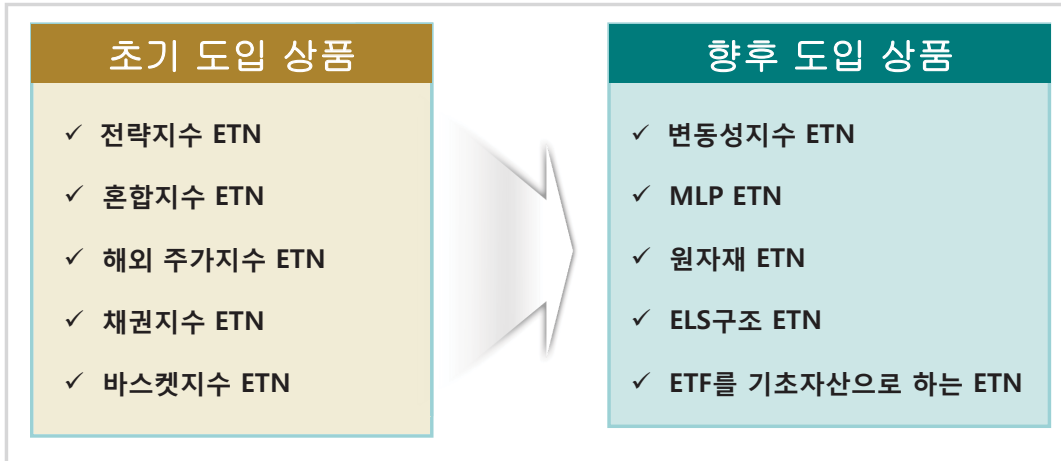 초기 도입 상품
✓ 전략지수 ETN
✓ 혼합지수 ETN
✓ 해외 주가지수 ETN
✓ 채권지수 ETN
✓ 바스켓지수 ETN
향후 도입 상품
✓ 변동성지수 ETN
✓ MLP ETN
✓ 원자재 ETN
✓ ELS구조 ETN
✓ ETF를 기초자산으로 하는 ETN